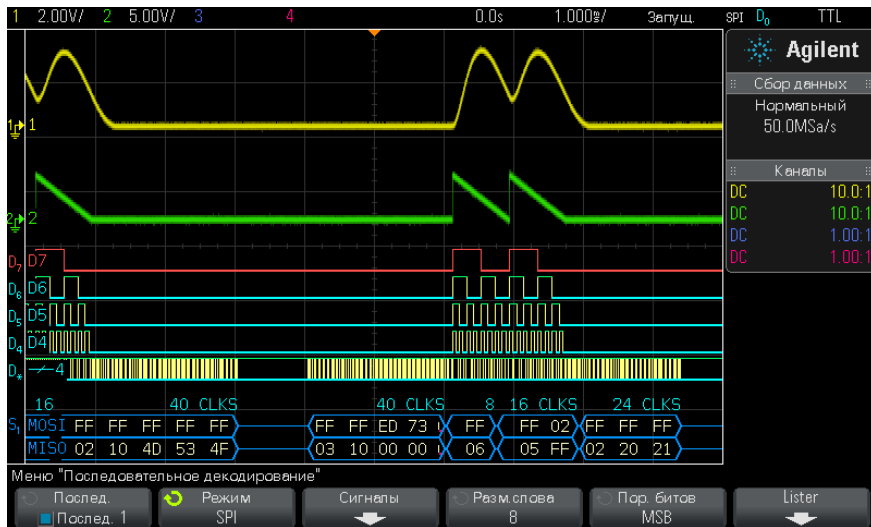 1 2.00V/ 2 5.00V/ 3 4 0.0s 1.000s/ Запущ. SPI D0 TTL
Agilent
Сбор данных
Нормальный
50.0MSa/s
Каналы
DC 10.0:1
DC 10.0:1
DC 1.00:1
DC 1.00:1
1 1
2 2
D7 D7
D6 D6
D5 D5
D4 D4
D* 4
16 40 CLKS 40 CLKS 8 16 CLKS 24 CLKS
S1 MOSI FF FF FF FF FF FF FF ED 73 FF FF 02 FF FF FF
MISO 02 10 4D 53 4F 03 10 00 00 06 05 FF 02 20 21
Меню "Последовательное декодирование"
Послед. Режим Сигналы Разм.слова Пор. битов Lister
Послед. 1 SPI 8 MSB